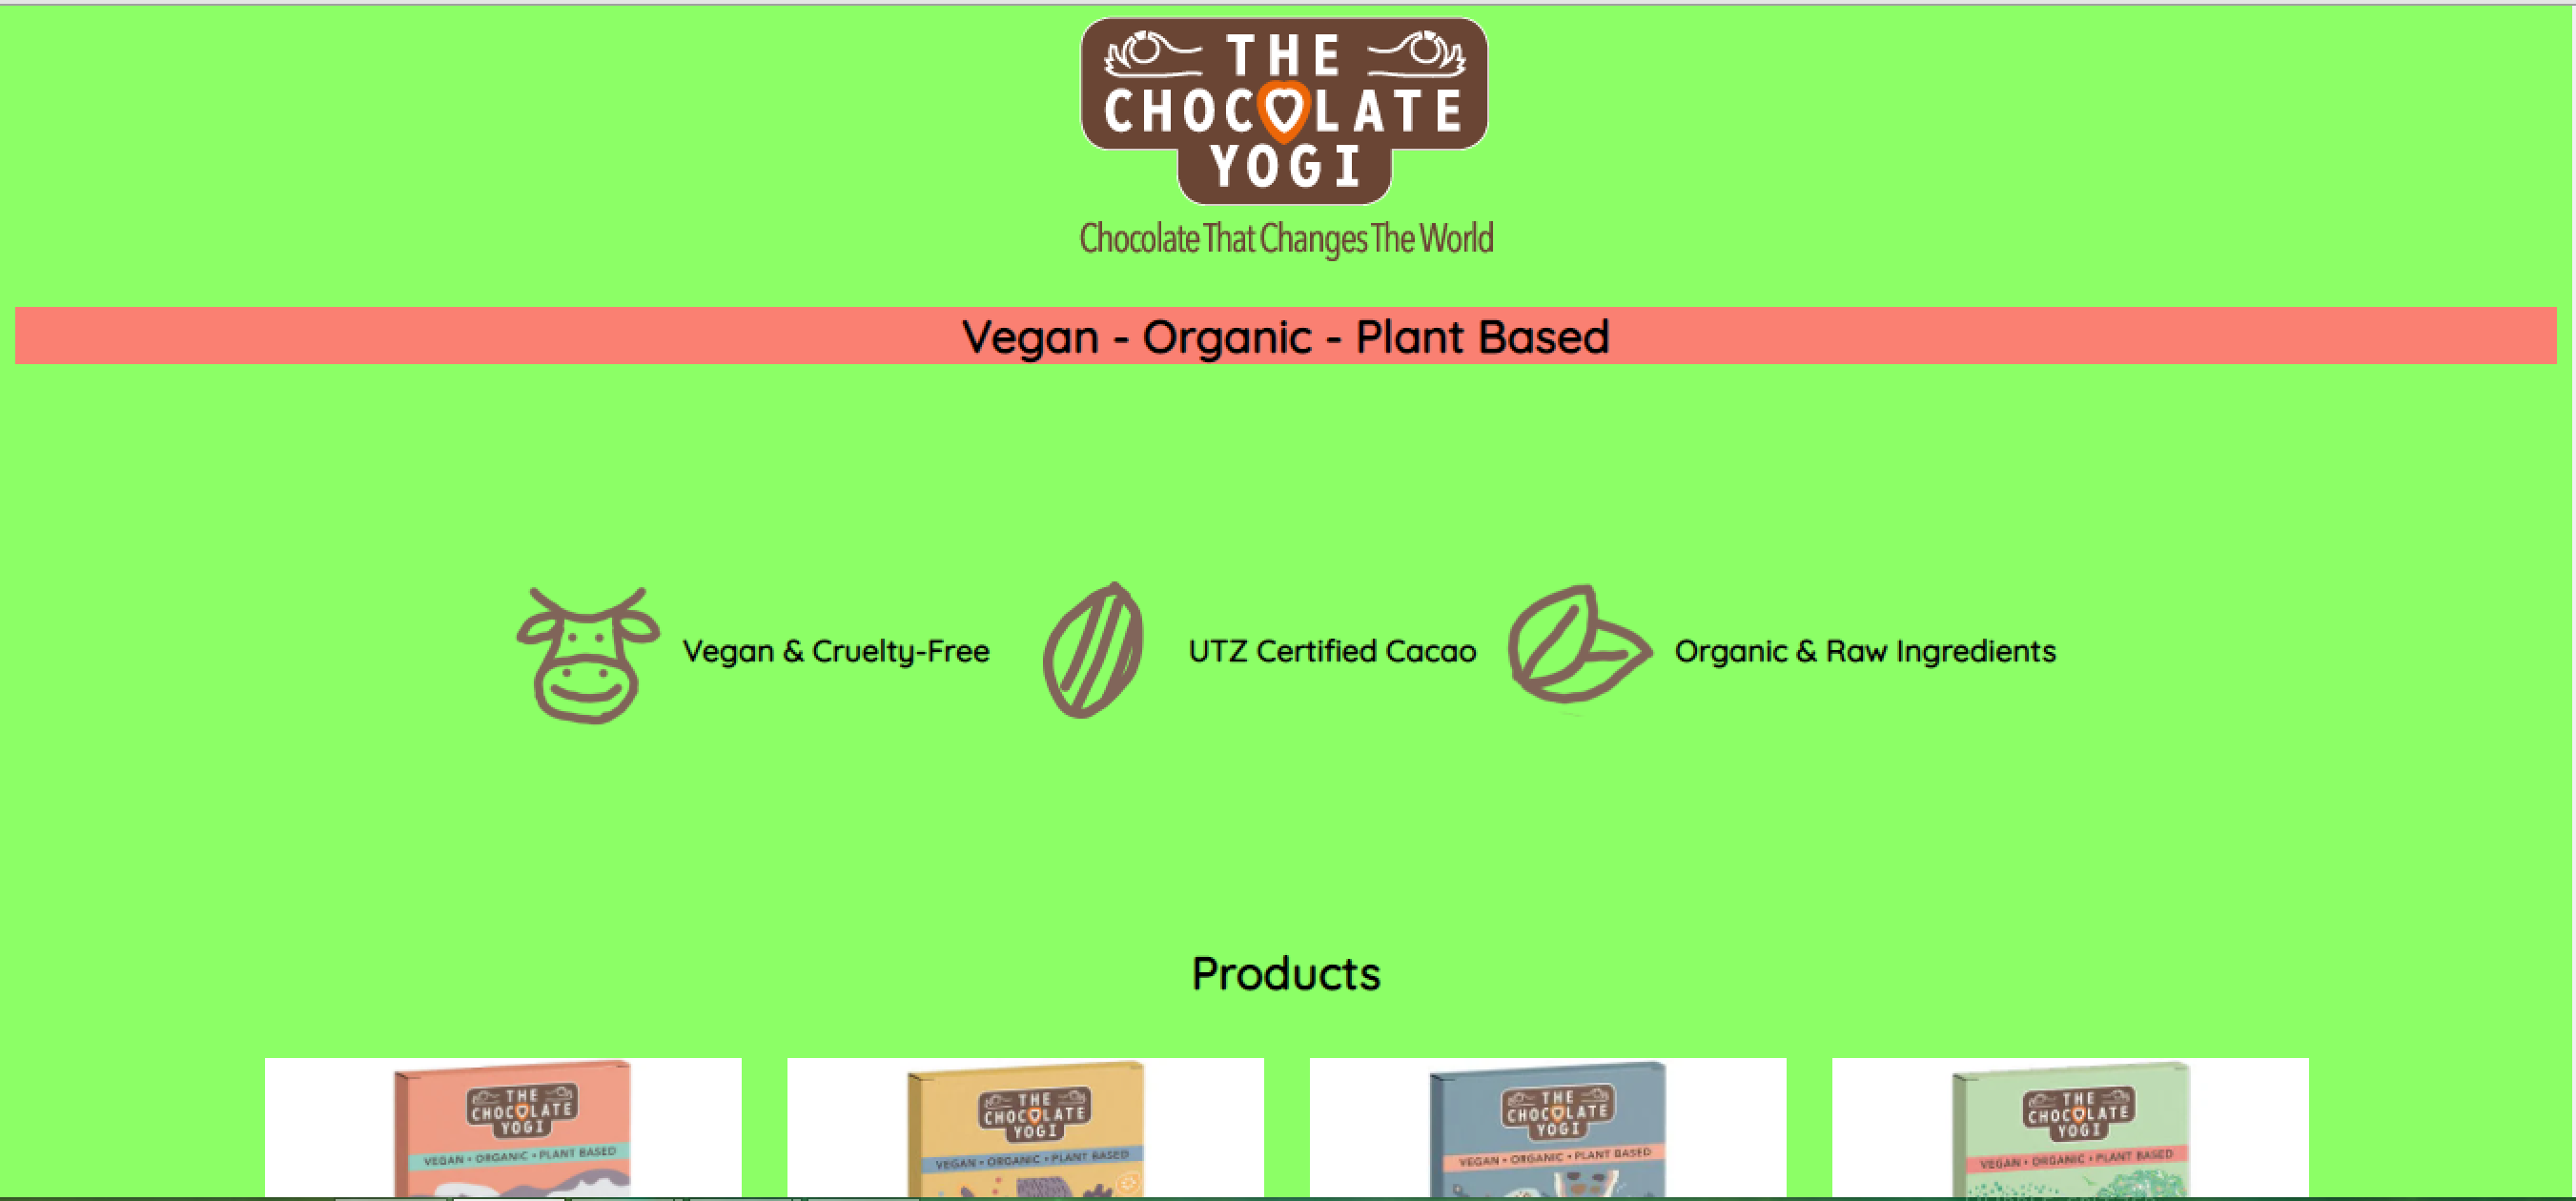 THE
CHOCOLATE
YOGI
Chocolate That Changes The World
Vegan - Organic - Plant Based
Vegan & Cruelty-Free
UTZ Certified Cacao
Organic & Raw Ingredients
Products
THE
CHOCOLATE
YOGI
VEGAN • ORGANIC • PLANT BASED
THE
CHOCOLATE
YOGI
VEGAN • ORGANIC • PLANT BASED
THE
CHOCOLATE
YOGI
VEGAN • ORGANIC • PLANT BASED
THE
CHOCOLATE
YOGI
VEGAN • ORGANIC • PLANT BASED